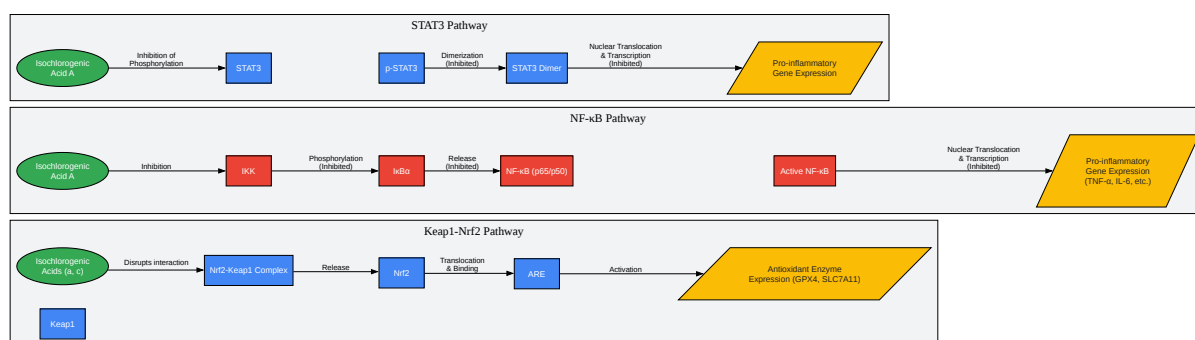 STAT3 Pathway
Isochlorogenic
Acid A
Inhibition of
Phosphorylation
STAT3
p-STAT3
Dimerization
(Inhibited)
STAT3 Dimer
Nuclear Translocation
& Transcription
(Inhibited)
Pro-inflammatory
Gene Expression
NF-κB Pathway
Isochlorogenic
Acid A
Inhibition
IKK
Phosphorylation
(Inhibited)
IκBα
Release
(Inhibited)
NF-κB (p65/p50)
Active NF-κB
Nuclear Translocation
& Transcription
(Inhibited)
Pro-inflammatory
Gene Expression
(TNF-α, IL-6, etc.)
Keap1-Nrf2 Pathway
Isochlorogenic
Acids (a, c)
Disrupts interaction
Nrf2-Keap1 Complex
Release
Nrf2
Translocation
& Binding
ARE
Activation
Antioxidant Enzyme
Expression (GPX4, SLC7A11)
Keap1